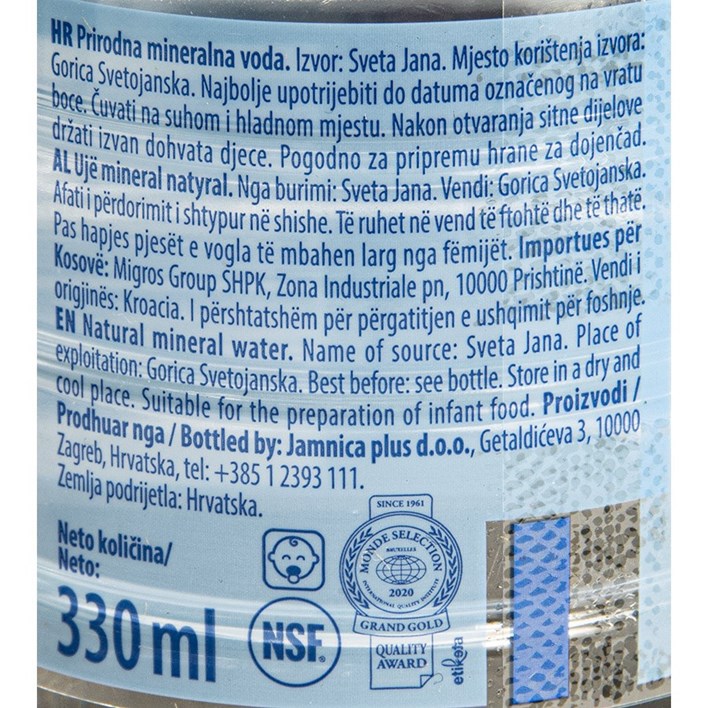 HR Prirodna mineralna voda. Izvor: Sveta Jana. Mjesto korištenja izvora:
Gorica Svetojanska. Najbolje upotrijebiti do datuma označenog na vratu
boce. Čuvati na suhom i hladnom mjestu. Nakon otvaranja sitne dijelove
držati izvan dohvata djece. Pogodno za pripremu hrane za dojenčad.
AL Ujë mineral natyral. Nga burimi: Sveta Jana. Vendi: Gorica Svetojanska.
Afati i përdorimit i shtypur në shishe. Të ruhet në vend të ftohtë dhe të thatë.
Pas hapjes pjesët e vogla të mbahen larg nga fëmijët. Importues për
Kosovë: Migros Group SHPK, Zona Industriale pn, 10000 Prishtinë. Vendi i
origjinës: Kroacia. I përshtatshëm për përgatitjen e ushqimit për foshnje.
EN Natural mineral water. Name of source: Sveta Jana. Place of
exploitation: Gorica Svetojanska. Best before: see bottle. Store in a dry and
cool place. Suitable for the preparation of infant food. Proizvodi /
Prodhuar nga / Bottled by: Jamnica plus d.o.o., Getaldićeva 3, 10000
Zagreb, Hrvatska, tel: +385 1 2393 111.
Zemlja podrijetla: Hrvatska.
Neto količina/
Neto:
330 ml
NSF.
SINCE 1961
MONDE SELECTION
BRUXELLES
2020
INTERNATIONAL QUALITY INSTITUTE
GRAND GOLD
QUALITY
AWARD
etiketa